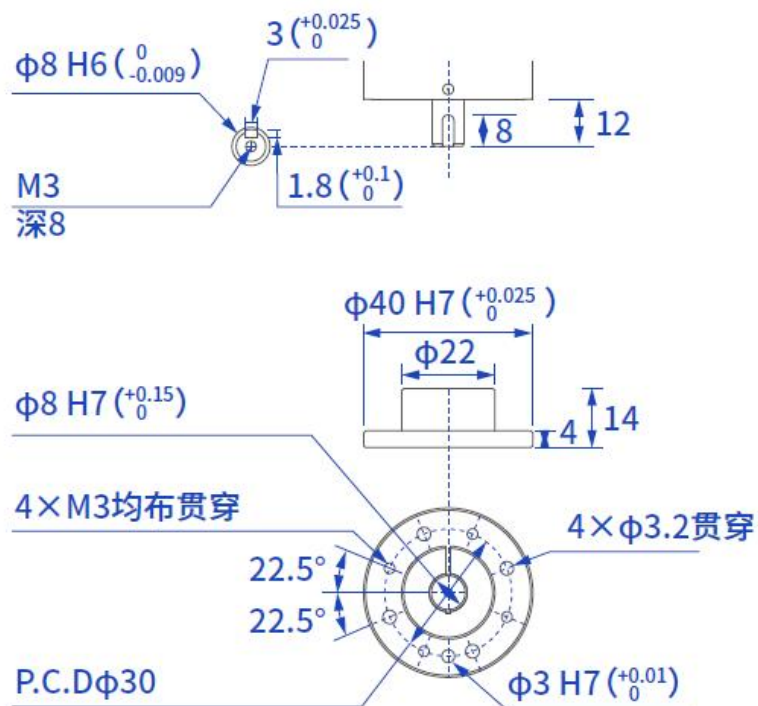 3(+0.025 0)
φ8 H6(0 -0.009)
8
12
M3
深8
1.8(+0.1 0)
φ40 H7(+0.025 0)
φ22
φ8 H7(+0.15 0)
4
14
4×M3均布贯穿
4×φ3.2贯穿
22.5°
22.5°
P.C.Dφ30
φ3 H7(+0.01 0)